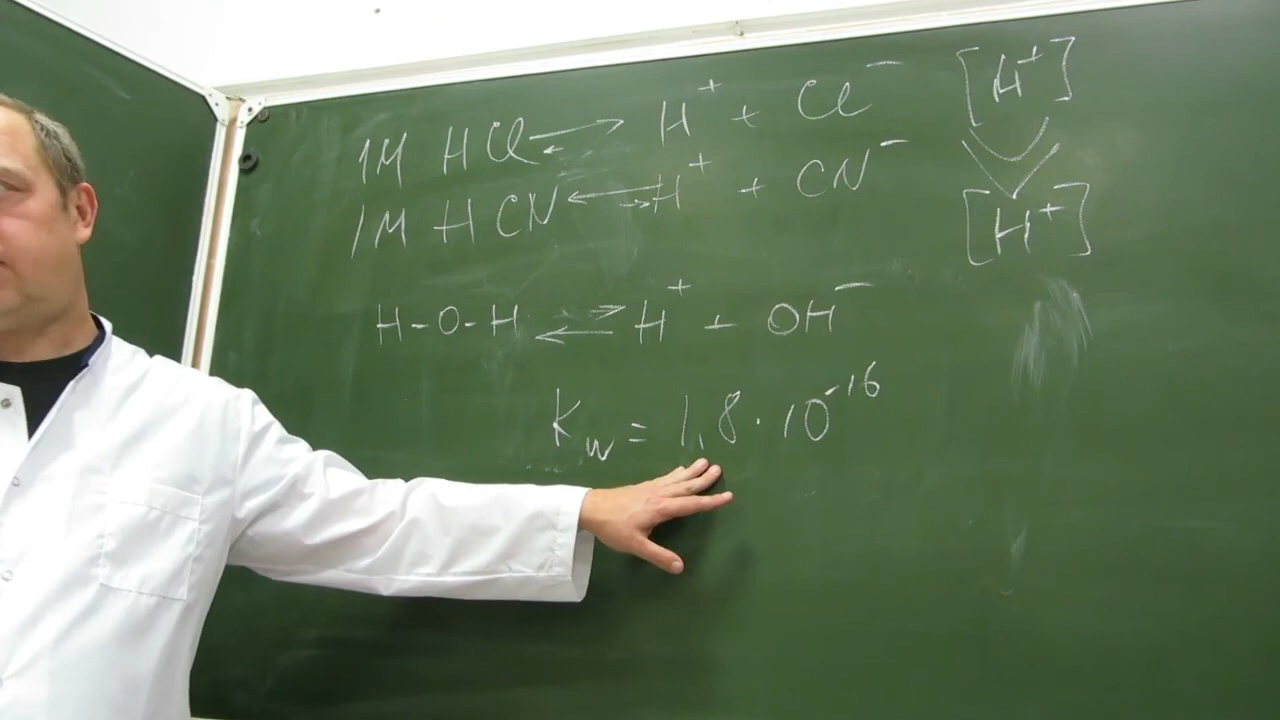 1M HCl ⇄ H⁺ + Cl⁻ [H⁺]
1M HCN ⇆ H⁺ + CN⁻ [H⁺]
H-O-H ⇄ H⁺ + OH⁻
Kw = 1,8·10⁻¹⁶